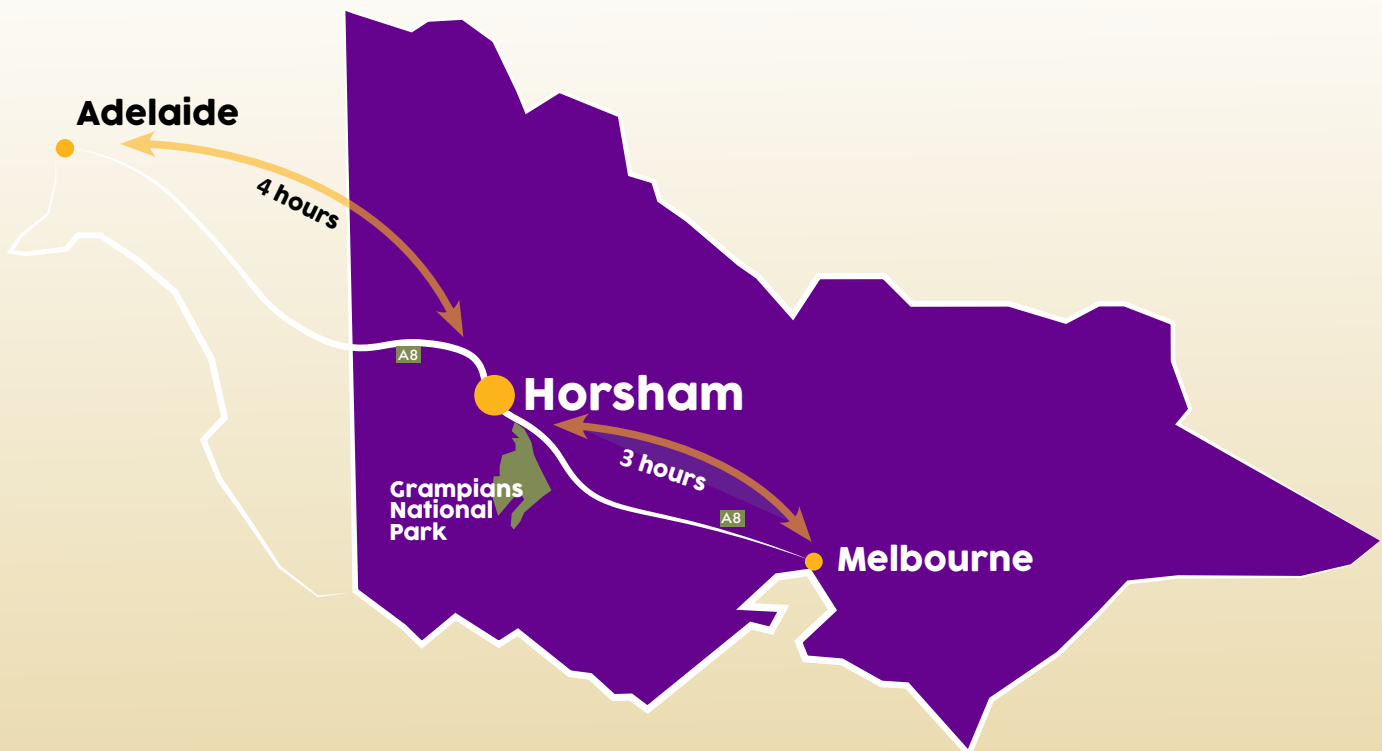 Adelaide
4 hours
A8
Horsham
3 hours
Grampians
National
Park
A8
Melbourne